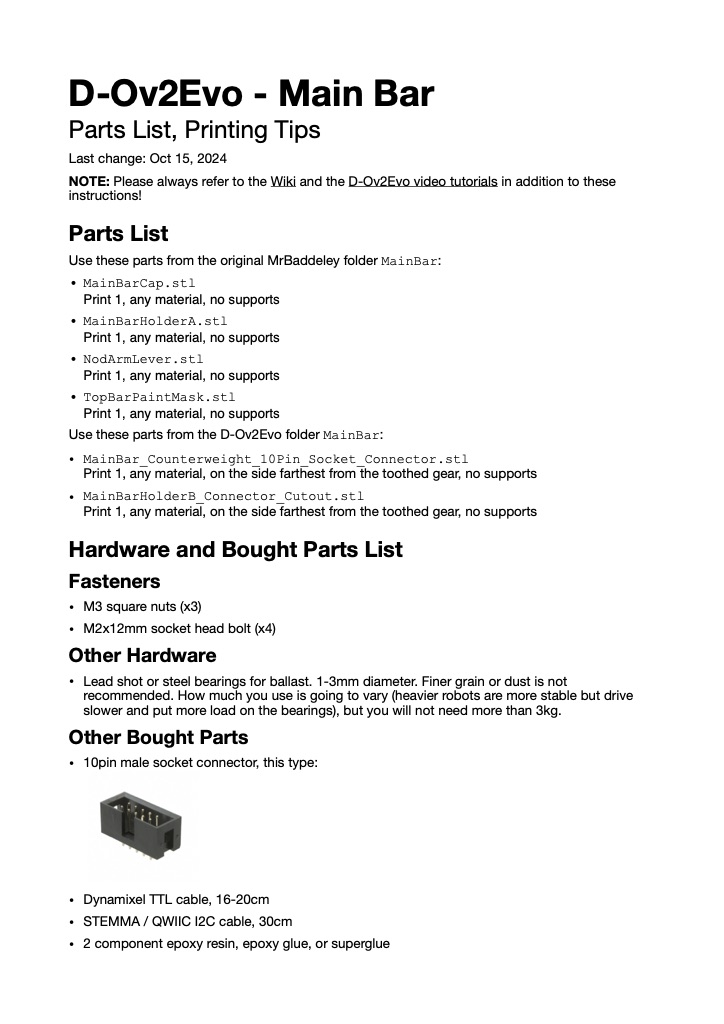 D-Ov2Evo - Main Bar
Parts List, Printing Tips
Last change: Oct 15, 2024
NOTE: Please always refer to the Wiki and the D-Ov2Evo video tutorials in addition to these
instructions!
Parts List
Use these parts from the original MrBaddeley folder MainBar:
• MainBarCap.stl
Print 1, any material, no supports
• MainBarHolderA.stl
Print 1, any material, no supports
• NodArmLever.stl
Print 1, any material, no supports
• TopBarPaintMask.stl
Print 1, any material, no supports
Use these parts from the D-Ov2Evo folder MainBar:
• MainBar_Counterweight_10Pin_Socket_Connector.stl
Print 1, any material, on the side farthest from the toothed gear, no supports
• MainBarHolderB_Connector_Cutout.stl
Print 1, any material, on the side farthest from the toothed gear, no supports
Hardware and Bought Parts List
Fasteners
• M3 square nuts (x3)
• M2x12mm socket head bolt (x4)
Other Hardware
• Lead shot or steel bearings for ballast. 1-3mm diameter. Finer grain or dust is not
recommended. How much you use is going to vary (heavier robots are more stable but drive
slower and put more load on the bearings), but you will not need more than 3kg.
Other Bought Parts
• 10pin male socket connector, this type:
• Dynamixel TTL cable, 16-20cm
• STEMMA / QWIIC I2C cable, 30cm
• 2 component epoxy resin, epoxy glue, or superglue